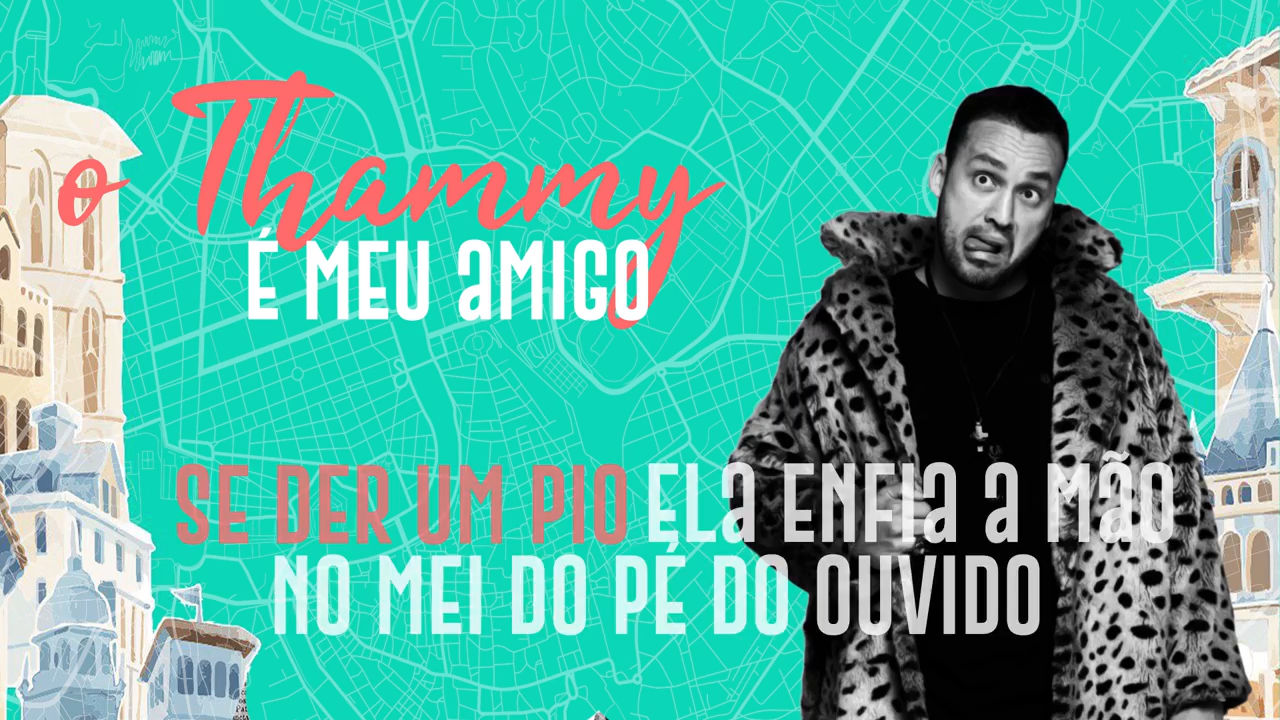 o Thammy
É MEU AMIGO
SE DER UM PIO ELA ENFIA A MÃO
NO MEI DO PÉ DO OUVIDO